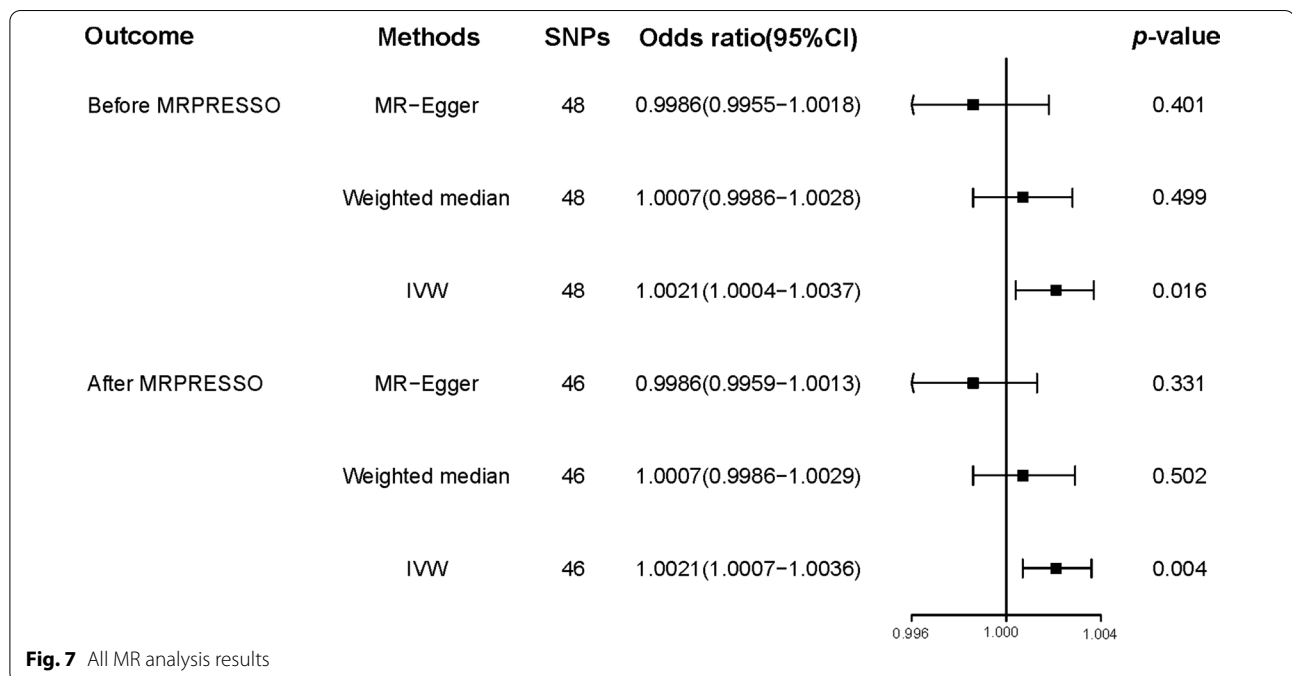 Outcome Methods SNPs Odds ratio(95%CI) p-value
Before MRPRESSO MR−Egger 48 0.9986(0.9955−1.0018) 0.401
Weighted median 48 1.0007(0.9986−1.0028) 0.499
IVW 48 1.0021(1.0004−1.0037) 0.016
After MRPRESSO MR−Egger 46 0.9986(0.9959−1.0013) 0.331
Weighted median 46 1.0007(0.9986−1.0029) 0.502
IVW 46 1.0021(1.0007−1.0036) 0.004
0.996 1.000 1.004
Fig. 7 All MR analysis results